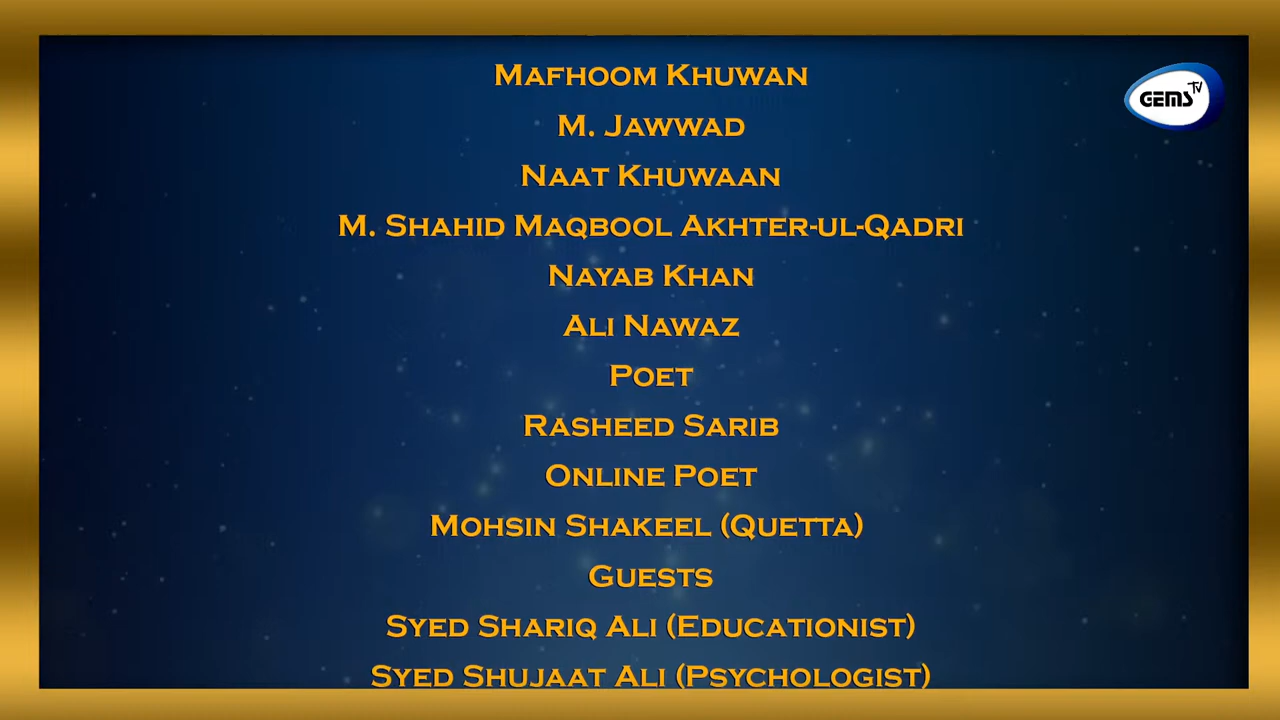 Mafhoom Khuwan
GEMS TV
M. Jawwad
Naat Khuwaan
M. Shahid Maqbool Akhter-ul-Qadri
Nayab Khan
Ali Nawaz
Poet
Rasheed Sarib
Online Poet
Mohsin Shakeel (Quetta)
Guests
Syed Shariq Ali (Educationist)
Syed Shujaat Ali (Psychologist)